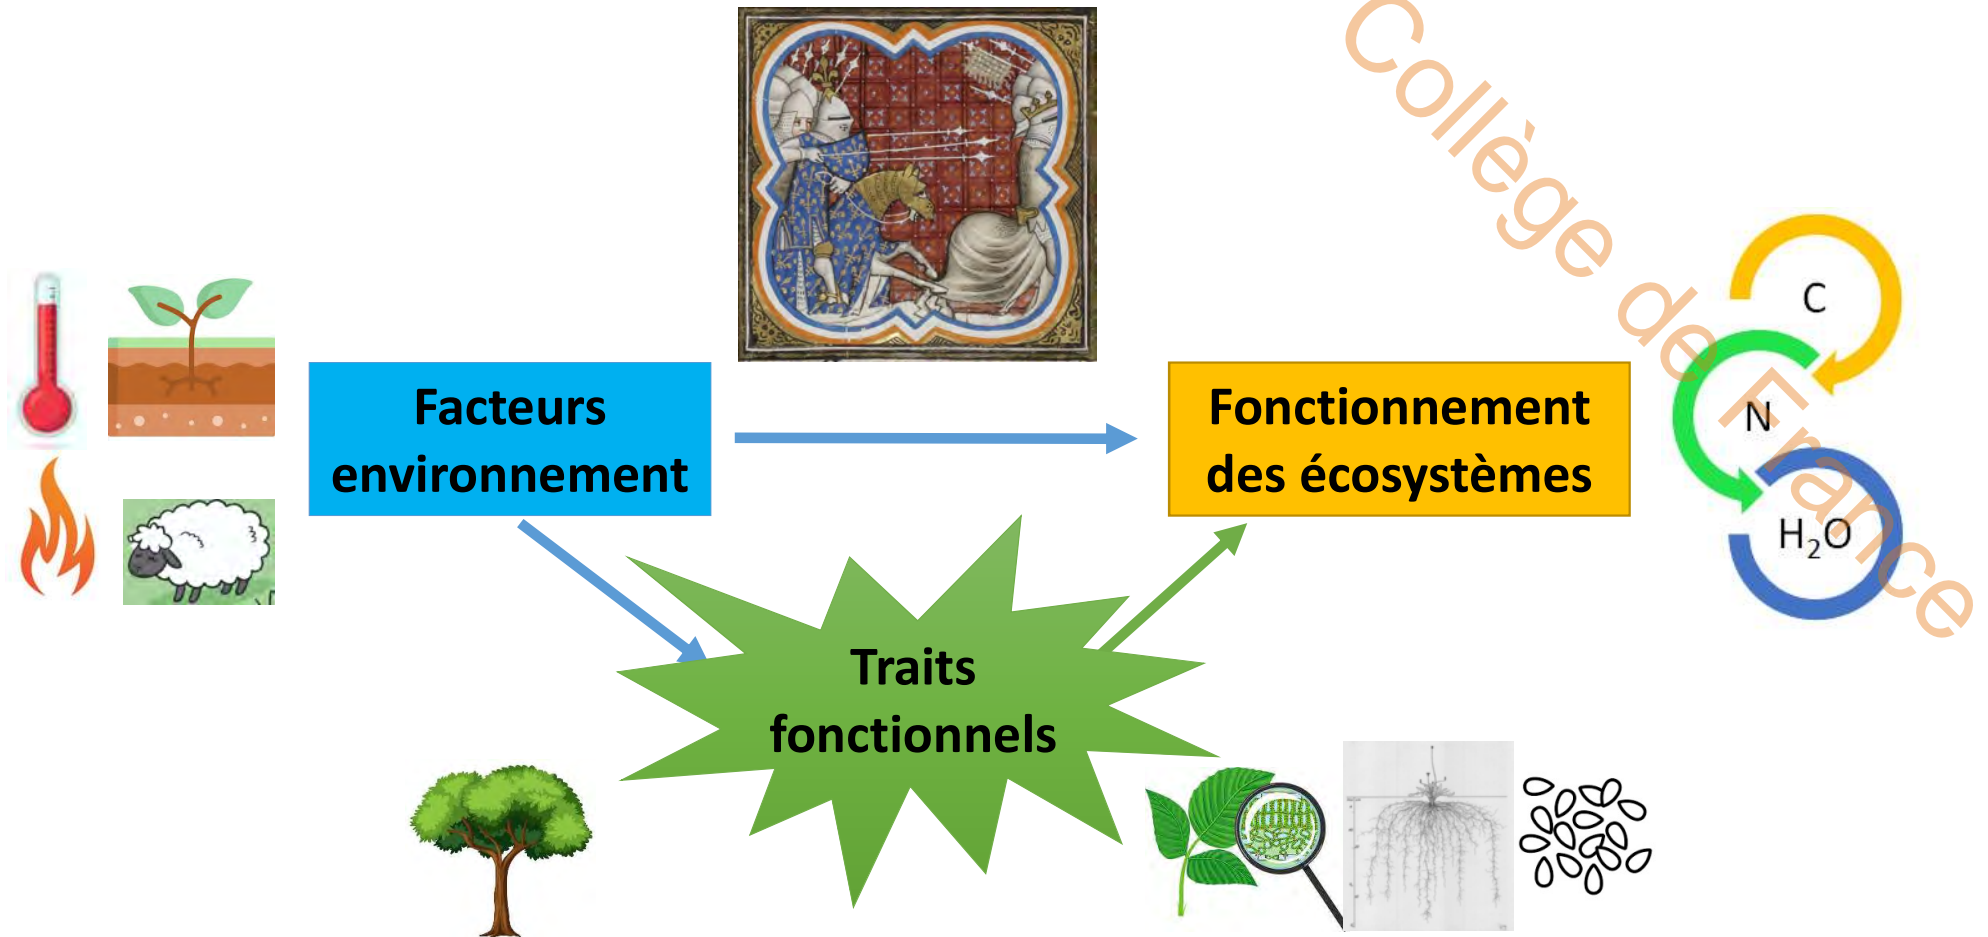 Collège de France
Facteurs
environnement
Fonctionnement
des écosystèmes
C
N
H₂O
Traits
fonctionnels